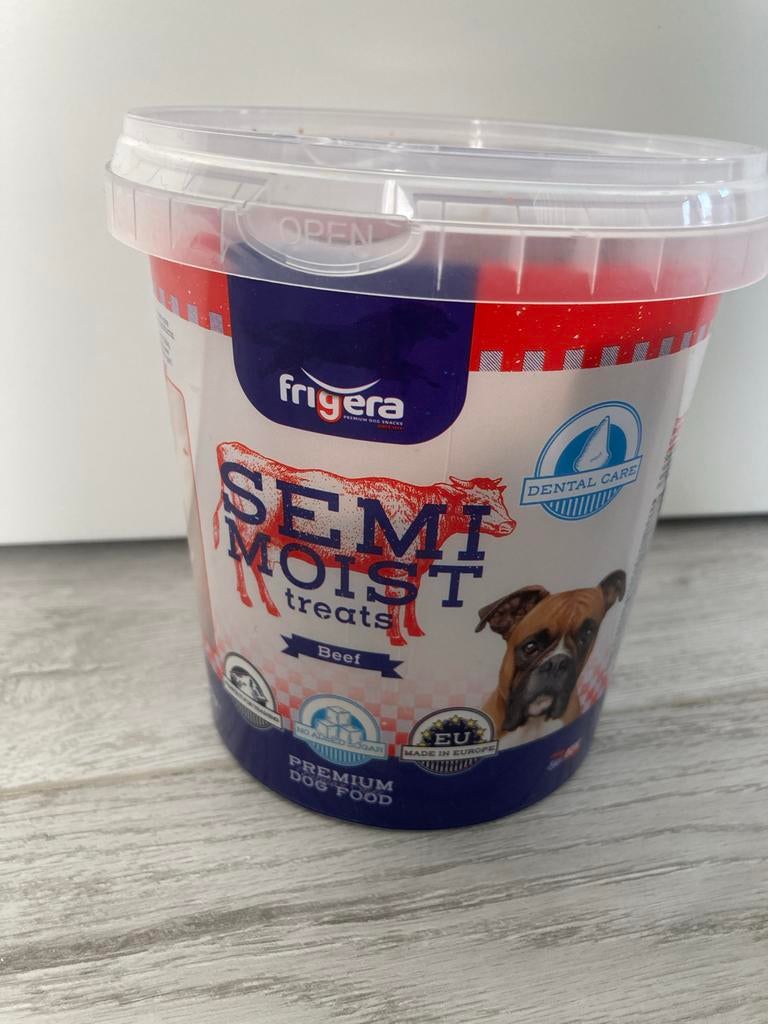 OPEN
frigera
PREMIUM DOG SNACKS
DENTAL CARE
SEMI
MOIST
treats
Beef
NO ADDED SUGAR
EU
MADE IN EUROPE
PREMIUM
DOG FOOD